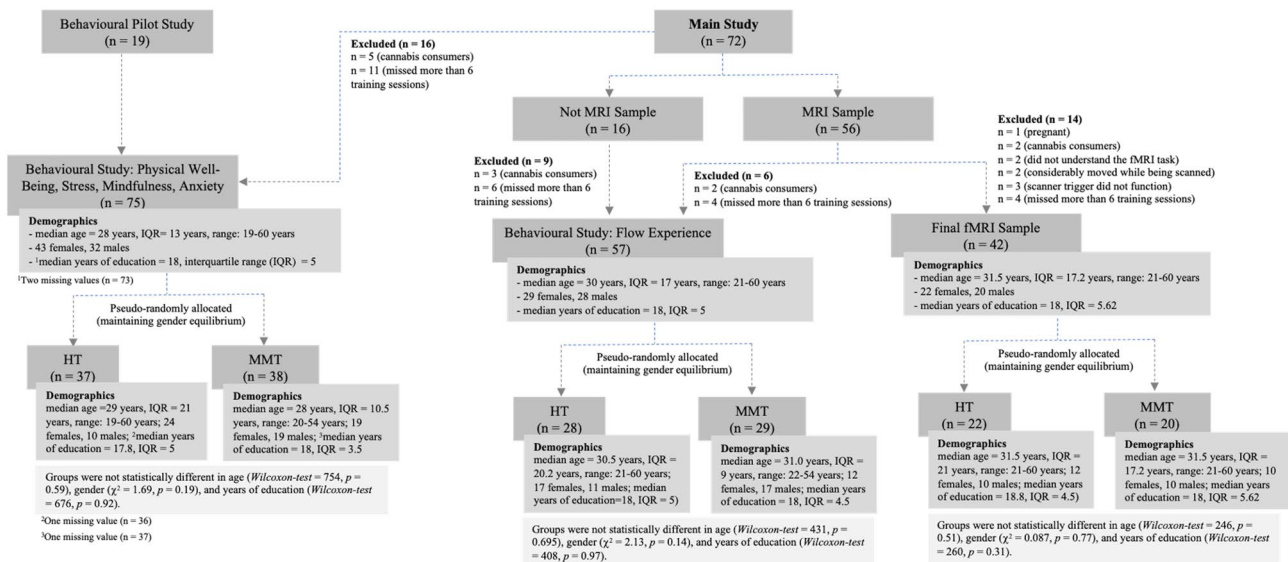 Behavioural Pilot Study
(n = 19)
Main Study
(n = 72)
Excluded (n = 16)
n = 5 (cannabis consumers)
n = 11 (missed more than 6
training sessions)
Not MRI Sample
(n = 16)
MRI Sample
(n = 56)
Excluded (n = 14)
n = 1 (pregnant)
n = 2 (cannabis consumers)
n = 2 (did not understand the fMRI task)
n = 2 (considerably moved while being scanned)
n = 3 (scanner trigger did not function)
n = 4 (missed more than 6 training sessions)
Excluded (n = 9)
n = 3 (cannabis consumers)
n = 6 (missed more than 6
training sessions)
Excluded (n = 6)
n = 2 (cannabis consumers)
n = 4 (missed more than 6 training sessions)
Behavioural Study: Physical Well-
Being, Stress, Mindfulness, Anxiety
(n = 75)
Demographics
- median age = 28 years, IQR= 13 years, range: 19-60 years
- 43 females, 32 males
- ¹median years of education = 18, interquartile range (IQR) = 5
¹Two missing values (n = 73)
Pseudo-randomly allocated
(maintaining gender equilibrium)
HT
(n = 37)
Demographics
median age =29 years, IQR = 21
years, range: 19-60 years; 24
females, 10 males; ²median years
of education = 17.8, IQR = 5
MMT
(n = 38)
Demographics
median age = 28 years, IQR = 10.5
years, range: 20-54 years; 19
females, 19 males; ³median years
of education = 18, IQR = 3.5
Groups were not statistically different in age (Wilcoxon-test = 754, p =
0.59), gender (χ² = 1.69, p = 0.19), and years of education (Wilcoxon-test
= 676, p = 0.92).
²One missing value (n = 36)
³One missing value (n = 37)
Behavioural Study: Flow Experience
(n = 57)
Demographics
- median age = 30 years, IQR = 17 years, range: 21-60 years
- 29 females, 28 males
- median years of education = 18, IQR = 5
Pseudo-randomly allocated
(maintaining gender equilibrium)
HT
(n = 28)
Demographics
median age = 30.5 years, IQR =
20.2 years, range: 21-60 years;
17 females, 11 males; median
years of education=18, IQR = 5)
MMT
(n = 29)
Demographics
median age = 31.0 years, IQR =
9 years, range: 22-54 years; 12
females, 17 males; median years
of education = 18, IQR = 4.5
Groups were not statistically different in age (Wilcoxon-test = 431, p =
0.695), gender (χ² = 2.13, p = 0.14), and years of education (Wilcoxon-test
= 408, p = 0.97).
Final fMRI Sample
(n = 42)
Demographics
- median age = 31.5 years, IQR = 17.2 years, range: 21-60 years
- 22 females, 20 males
- median years of education = 18, IQR = 5.62
Pseudo-randomly allocated
(maintaining gender equilibrium)
HT
(n = 22)
Demographics
median age = 31.5 years, IQR =
21 years, range: 21-60 years; 12
females, 10 males; median years
of education = 18.8, IQR = 4.5)
MMT
(n = 20)
Demographics
median age = 31.5 years, IQR =
17.2 years, range: 21-60 years; 10
females, 10 males; median years
of education = 18, IQR = 5.62
Groups were not statistically different in age (Wilcoxon-test = 246, p =
0.51), gender (χ² = 0.087, p = 0.77), and years of education (Wilcoxon-test
= 260, p = 0.31).